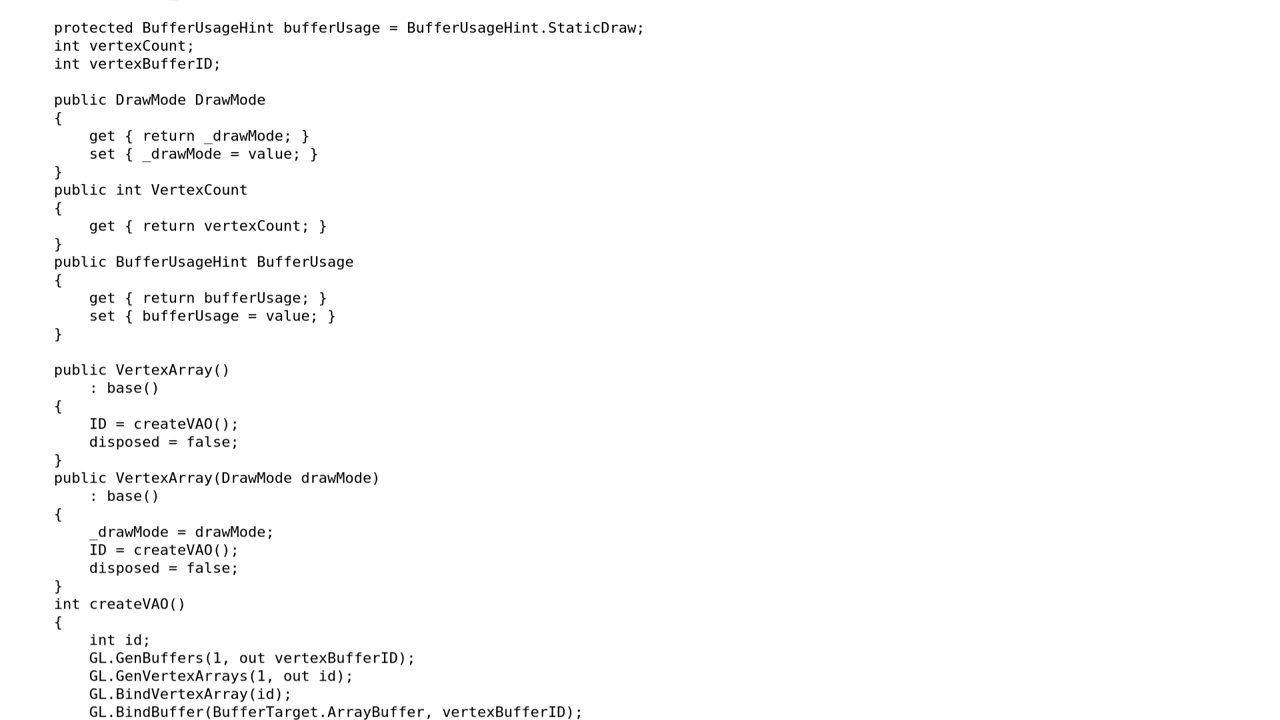 protected BufferUsageHint bufferUsage = BufferUsageHint.StaticDraw;
int vertexCount;
int vertexBufferID;

public DrawMode DrawMode
{
    get { return _drawMode; }
    set { _drawMode = value; }
}
public int VertexCount
{
    get { return vertexCount; }
}
public BufferUsageHint BufferUsage
{
    get { return bufferUsage; }
    set { bufferUsage = value; }
}

public VertexArray()
    : base()
{
    ID = createVAO();
    disposed = false;
}
public VertexArray(DrawMode drawMode)
    : base()
{
    _drawMode = drawMode;
    ID = createVAO();
    disposed = false;
}
int createVAO()
{
    int id;
    GL.GenBuffers(1, out vertexBufferID);
    GL.GenVertexArrays(1, out id);
    GL.BindVertexArray(id);
    GL.BindBuffer(BufferTarget.ArrayBuffer, vertexBufferID);